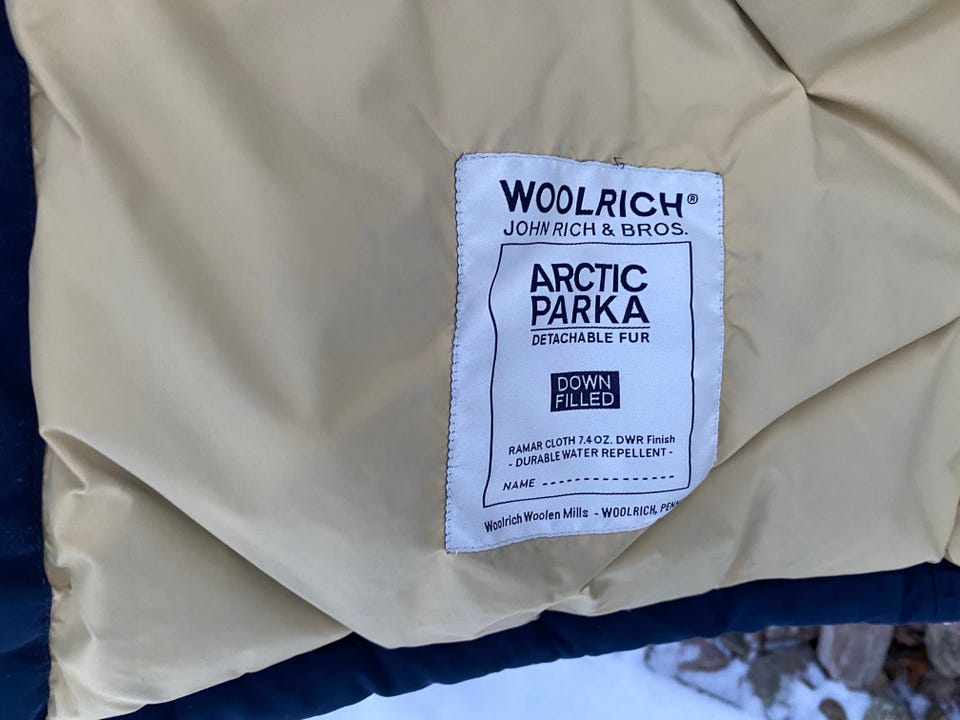 WOOLRICH®
JOHN RICH & BROS.
ARCTIC
PARKA
DETACHABLE FUR
DOWN
FILLED
RAMAR CLOTH 7.4 OZ. DWR Finish
- DURABLE WATER REPELLENT -
NAME --------------
Woolrich Woolen Mills - WOOLRICH,